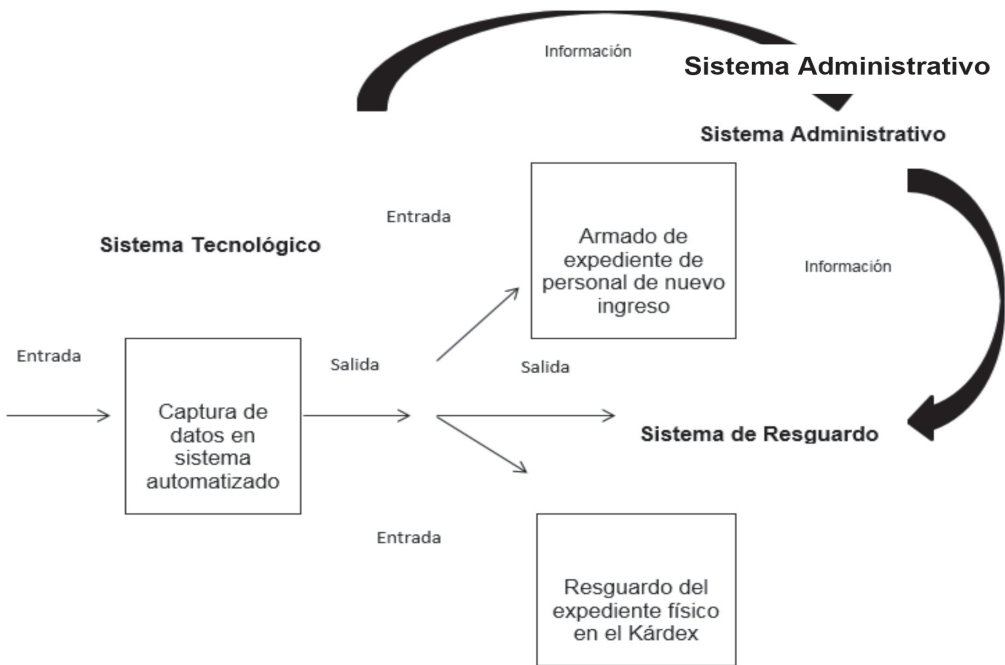 Información
Sistema Administrativo
Sistema Administrativo
Entrada
Sistema Tecnológico
Armado de
expediente de
personal de nuevo
ingreso
Información
Entrada
Salida
Salida
Captura de
datos en
sistema
automatizado
Sistema de Resguardo
Entrada
Resguardo del
expediente físico
en el Kárdex